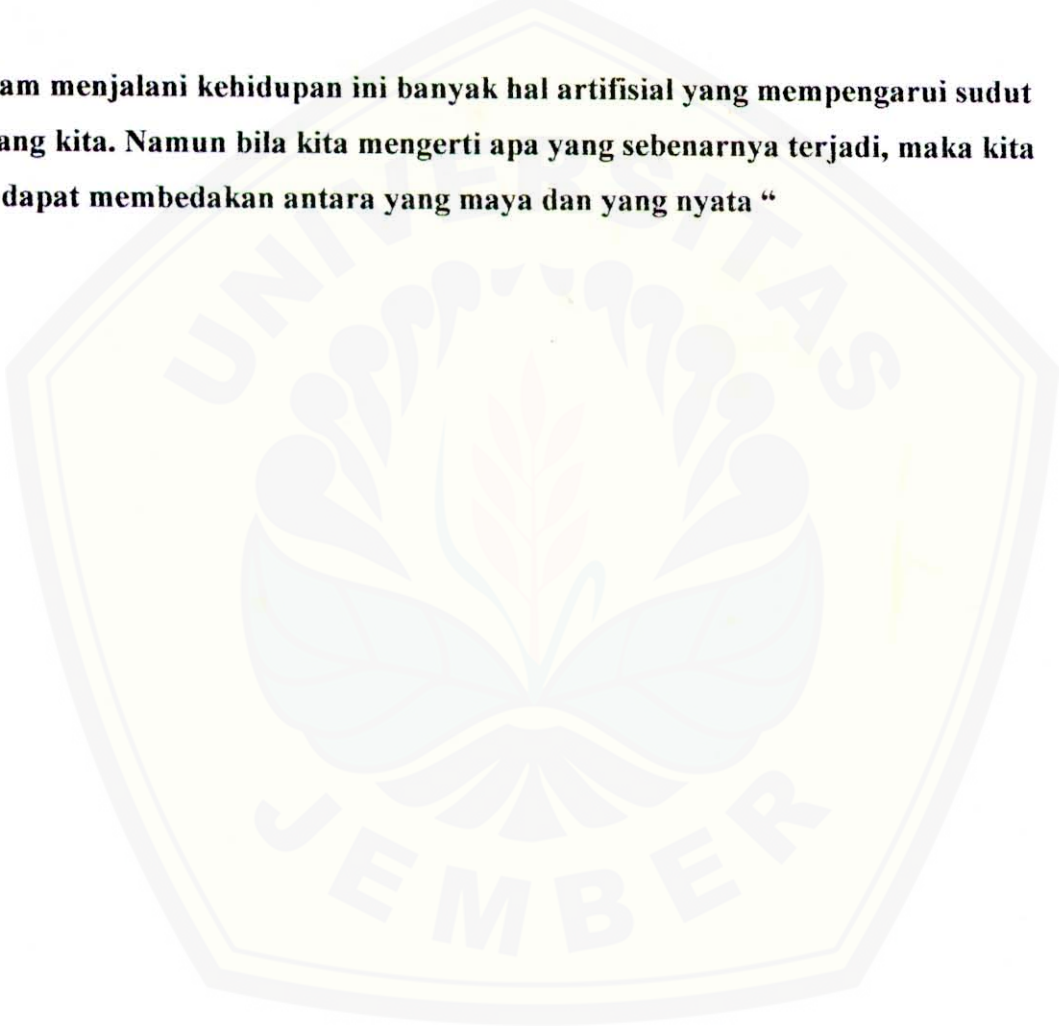 am menjalani kehidupan ini banyak hal artifisial yang mempengarui sudut
ang kita. Namun bila kita mengerti apa yang sebenarnya terjadi, maka kita
dapat membedakan antara yang maya dan yang nyata “
UNIVERSITAS
JEMBER